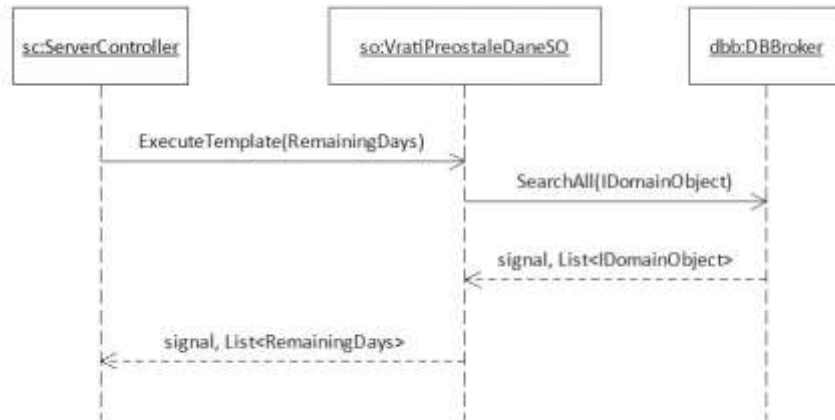 sc:ServerController
so:VratiPreostaleDaneSO
dbb:DBBroker
ExecuteTemplate(RemainingDays)
SearchAll(IDomainObject)
signal, List<IDomainObject>
signal, List<RemainingDays>